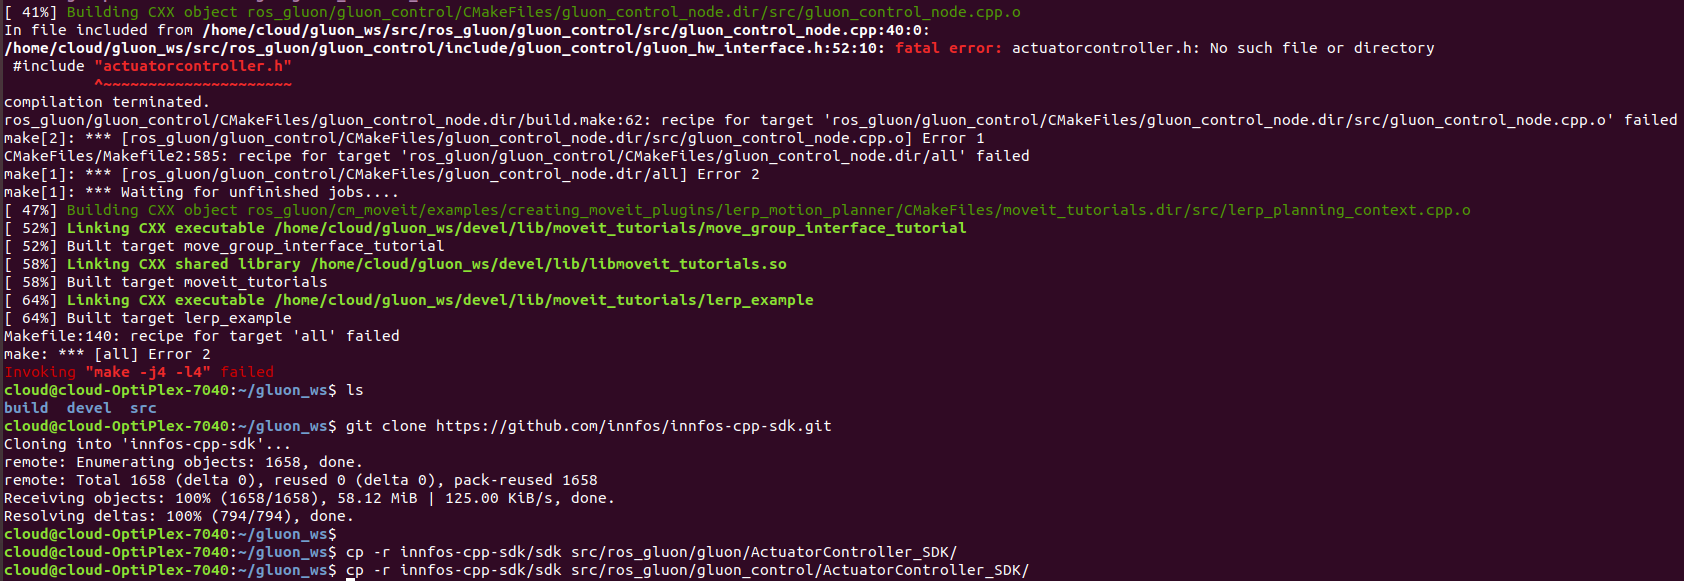 [ 41%] Building CXX object ros_gluon/gluon_control/CMakeFiles/gluon_control_node.dir/src/gluon_control_node.cpp.o
In file included from /home/cloud/gluon_ws/src/ros_gluon/gluon_control/src/gluon_control_node.cpp:40:0:
/home/cloud/gluon_ws/src/ros_gluon/gluon_control/include/gluon_control/gluon_hw_interface.h:52:10: fatal error: actuatorcontroller.h: No such file or directory
 #include "actuatorcontroller.h"
          ^~~~~~~~~~~~~~~~~~~~~~
compilation terminated.
ros_gluon/gluon_control/CMakeFiles/gluon_control_node.dir/build.make:62: recipe for target 'ros_gluon/gluon_control/CMakeFiles/gluon_control_node.dir/src/gluon_control_node.cpp.o' failed
make[2]: *** [ros_gluon/gluon_control/CMakeFiles/gluon_control_node.dir/src/gluon_control_node.cpp.o] Error 1
CMakeFiles/Makefile2:585: recipe for target 'ros_gluon/gluon_control/CMakeFiles/gluon_control_node.dir/all' failed
make[1]: *** [ros_gluon/gluon_control/CMakeFiles/gluon_control_node.dir/all] Error 2
make[1]: *** Waiting for unfinished jobs....
[ 47%] Building CXX object ros_gluon/cm_moveit/examples/creating_moveit_plugins/lerp_motion_planner/CMakeFiles/moveit_tutorials.dir/src/lerp_planning_context.cpp.o
[ 52%] Linking CXX executable /home/cloud/gluon_ws/devel/lib/moveit_tutorials/move_group_interface_tutorial
[ 52%] Built target move_group_interface_tutorial
[ 58%] Linking CXX shared library /home/cloud/gluon_ws/devel/lib/libmoveit_tutorials.so
[ 58%] Built target moveit_tutorials
[ 64%] Linking CXX executable /home/cloud/gluon_ws/devel/lib/moveit_tutorials/lerp_example
[ 64%] Built target lerp_example
Makefile:140: recipe for target 'all' failed
make: *** [all] Error 2
Invoking "make -j4 -l4" failed
cloud@cloud-OptiPlex-7040:~/gluon_ws$ ls
build  devel  src
cloud@cloud-OptiPlex-7040:~/gluon_ws$ git clone https://github.com/innfos/innfos-cpp-sdk.git
Cloning into 'innfos-cpp-sdk'...
remote: Enumerating objects: 1658, done.
remote: Total 1658 (delta 0), reused 0 (delta 0), pack-reused 1658
Receiving objects: 100% (1658/1658), 58.12 MiB | 125.00 KiB/s, done.
Resolving deltas: 100% (794/794), done.
cloud@cloud-OptiPlex-7040:~/gluon_ws$
cloud@cloud-OptiPlex-7040:~/gluon_ws$ cp -r innfos-cpp-sdk/sdk src/ros_gluon/gluon/ActuatorController_SDK/
cloud@cloud-OptiPlex-7040:~/gluon_ws$ cp -r innfos-cpp-sdk/sdk src/ros_gluon/gluon_control/ActuatorController_SDK/